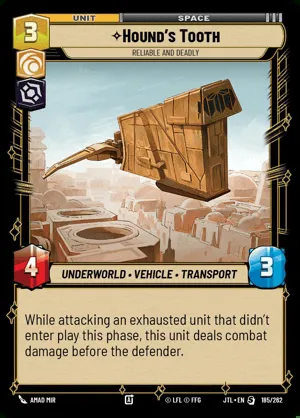 3
UNIT
SPACE
✧HOUND'S TOOTH
RELIABLE AND DEADLY
4
UNDERWORLD • VEHICLE • TRANSPORT
3
While attacking an exhausted unit that didn't
enter play this phase, this unit deals combat
damage before the defender.
AMAD MIR
© LFL © FFG
JTL • EN
185/262